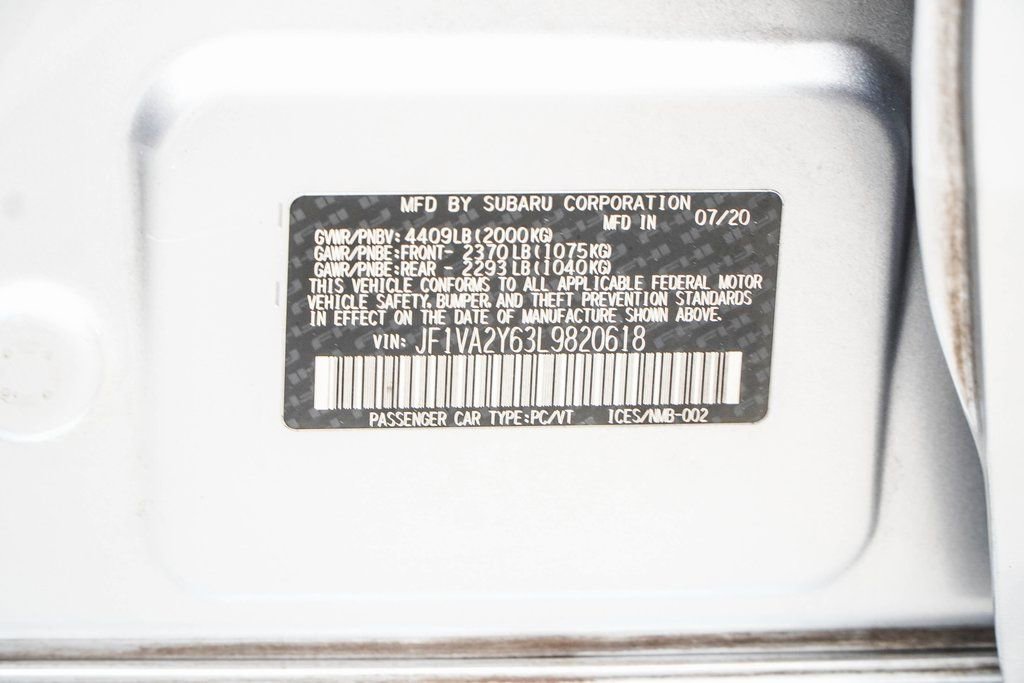 MFD BY SUBARU CORPORATION
MFD IN 07/20
GVWR/PNBV: 4409LB(2000KG)
GAWR/PNBE:FRONT- 2370LB(1075KG)
GAWR/PNBE:REAR - 2293LB(1040KG)
THIS VEHICLE CONFORMS TO ALL APPLICABLE FEDERAL MOTOR
VEHICLE SAFETY, BUMPER, AND THEFT PREVENTION STANDARDS
IN EFFECT ON THE DATE OF MANUFACTURE SHOWN ABOVE.
VIN: JF1VA2Y63L9820618
PASSENGER CAR TYPE:PC/VT ICES/NMB-002